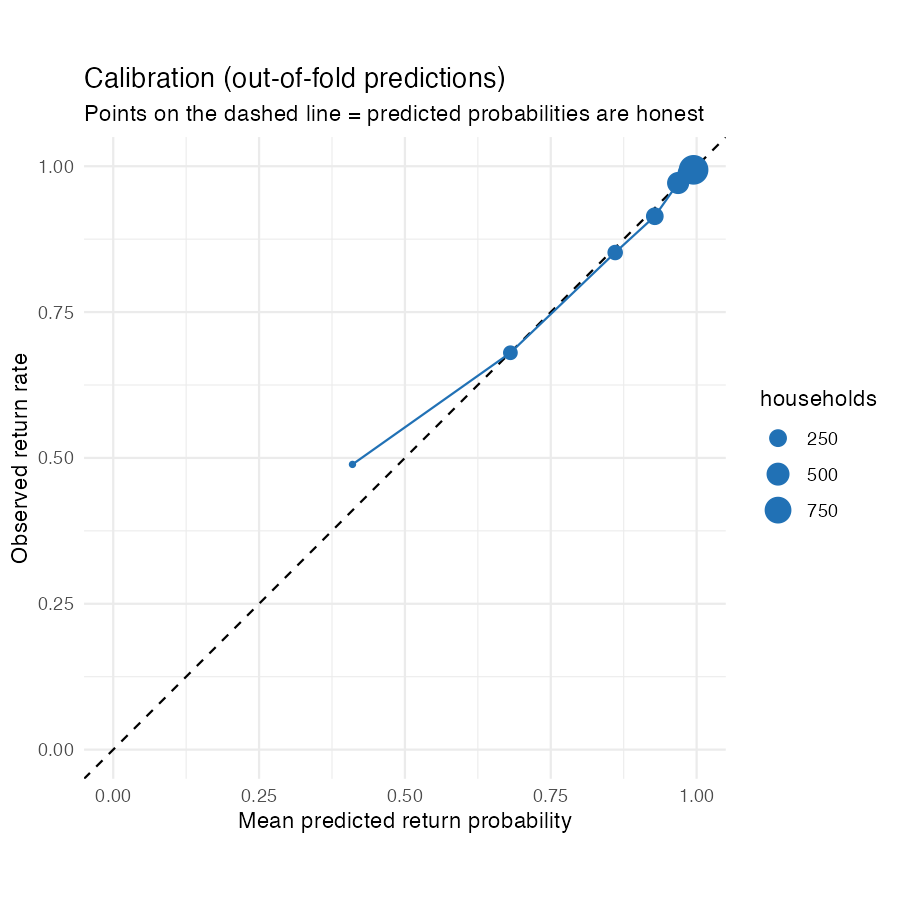 Calibration (out-of-fold predictions)
Points on the dashed line = predicted probabilities are honest
1.00
0.75
0.50
0.25
0.00
Observed return rate
0.00 0.25 0.50 0.75 1.00
Mean predicted return probability
households
250
500
750